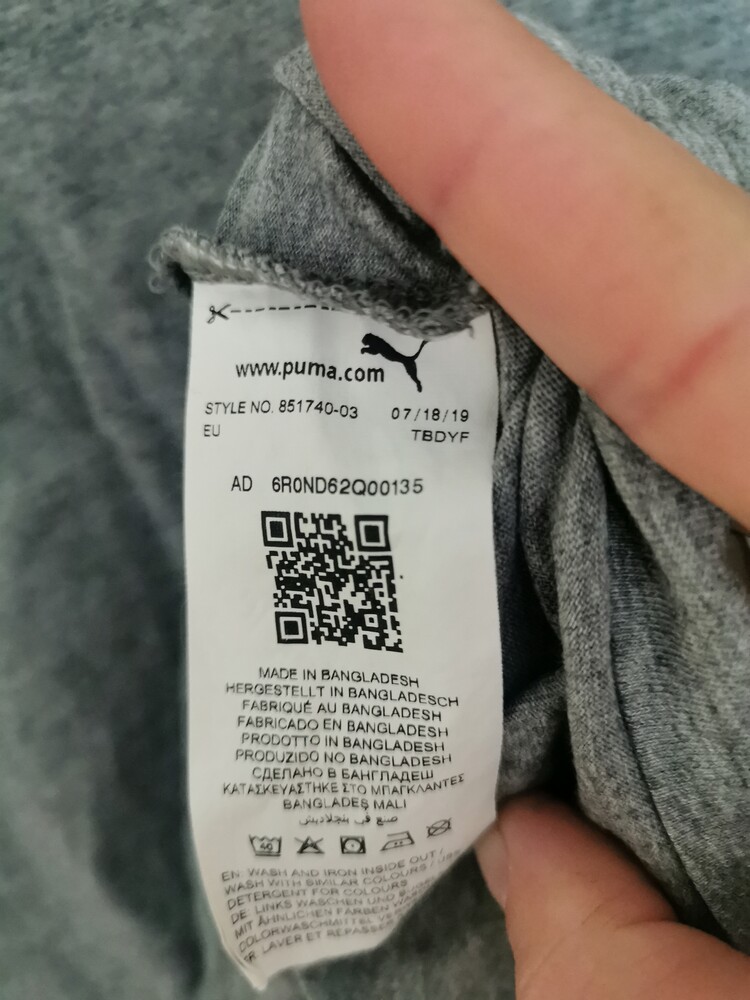 www.puma.com
STYLE NO. 851740-03 07/18/19
EU TBDYF
AD 6R0ND62Q00135
MADE IN BANGLADESH
HERGESTELLT IN BANGLADESCH
FABRIQUÉ AU BANGLADESH
FABRICADO EN BANGLADESH
PRODOTTO IN BANGLADESH
PRODUZIDO NO BANGLADESH
СДЕЛАНО В БАНГЛАДЕШ
ΚΑΤΑΣΚΕΥΑΣΤΗΚΕ ΣΤΟ ΜΠΑΓΚΛΑΝΤΕΣ
BANGLADEŞ MALI
صنع في بنجلاديش
40
EN: WASH AND IRON INSIDE OUT /
WASH WITH SIMILAR COLOURS /
DETERGENT FOR COLOURS
DE: LINKS WASCHEN UND
MIT ÄHNLICHEN FARBEN
COLORWASCHMITTEL
LAVER ET